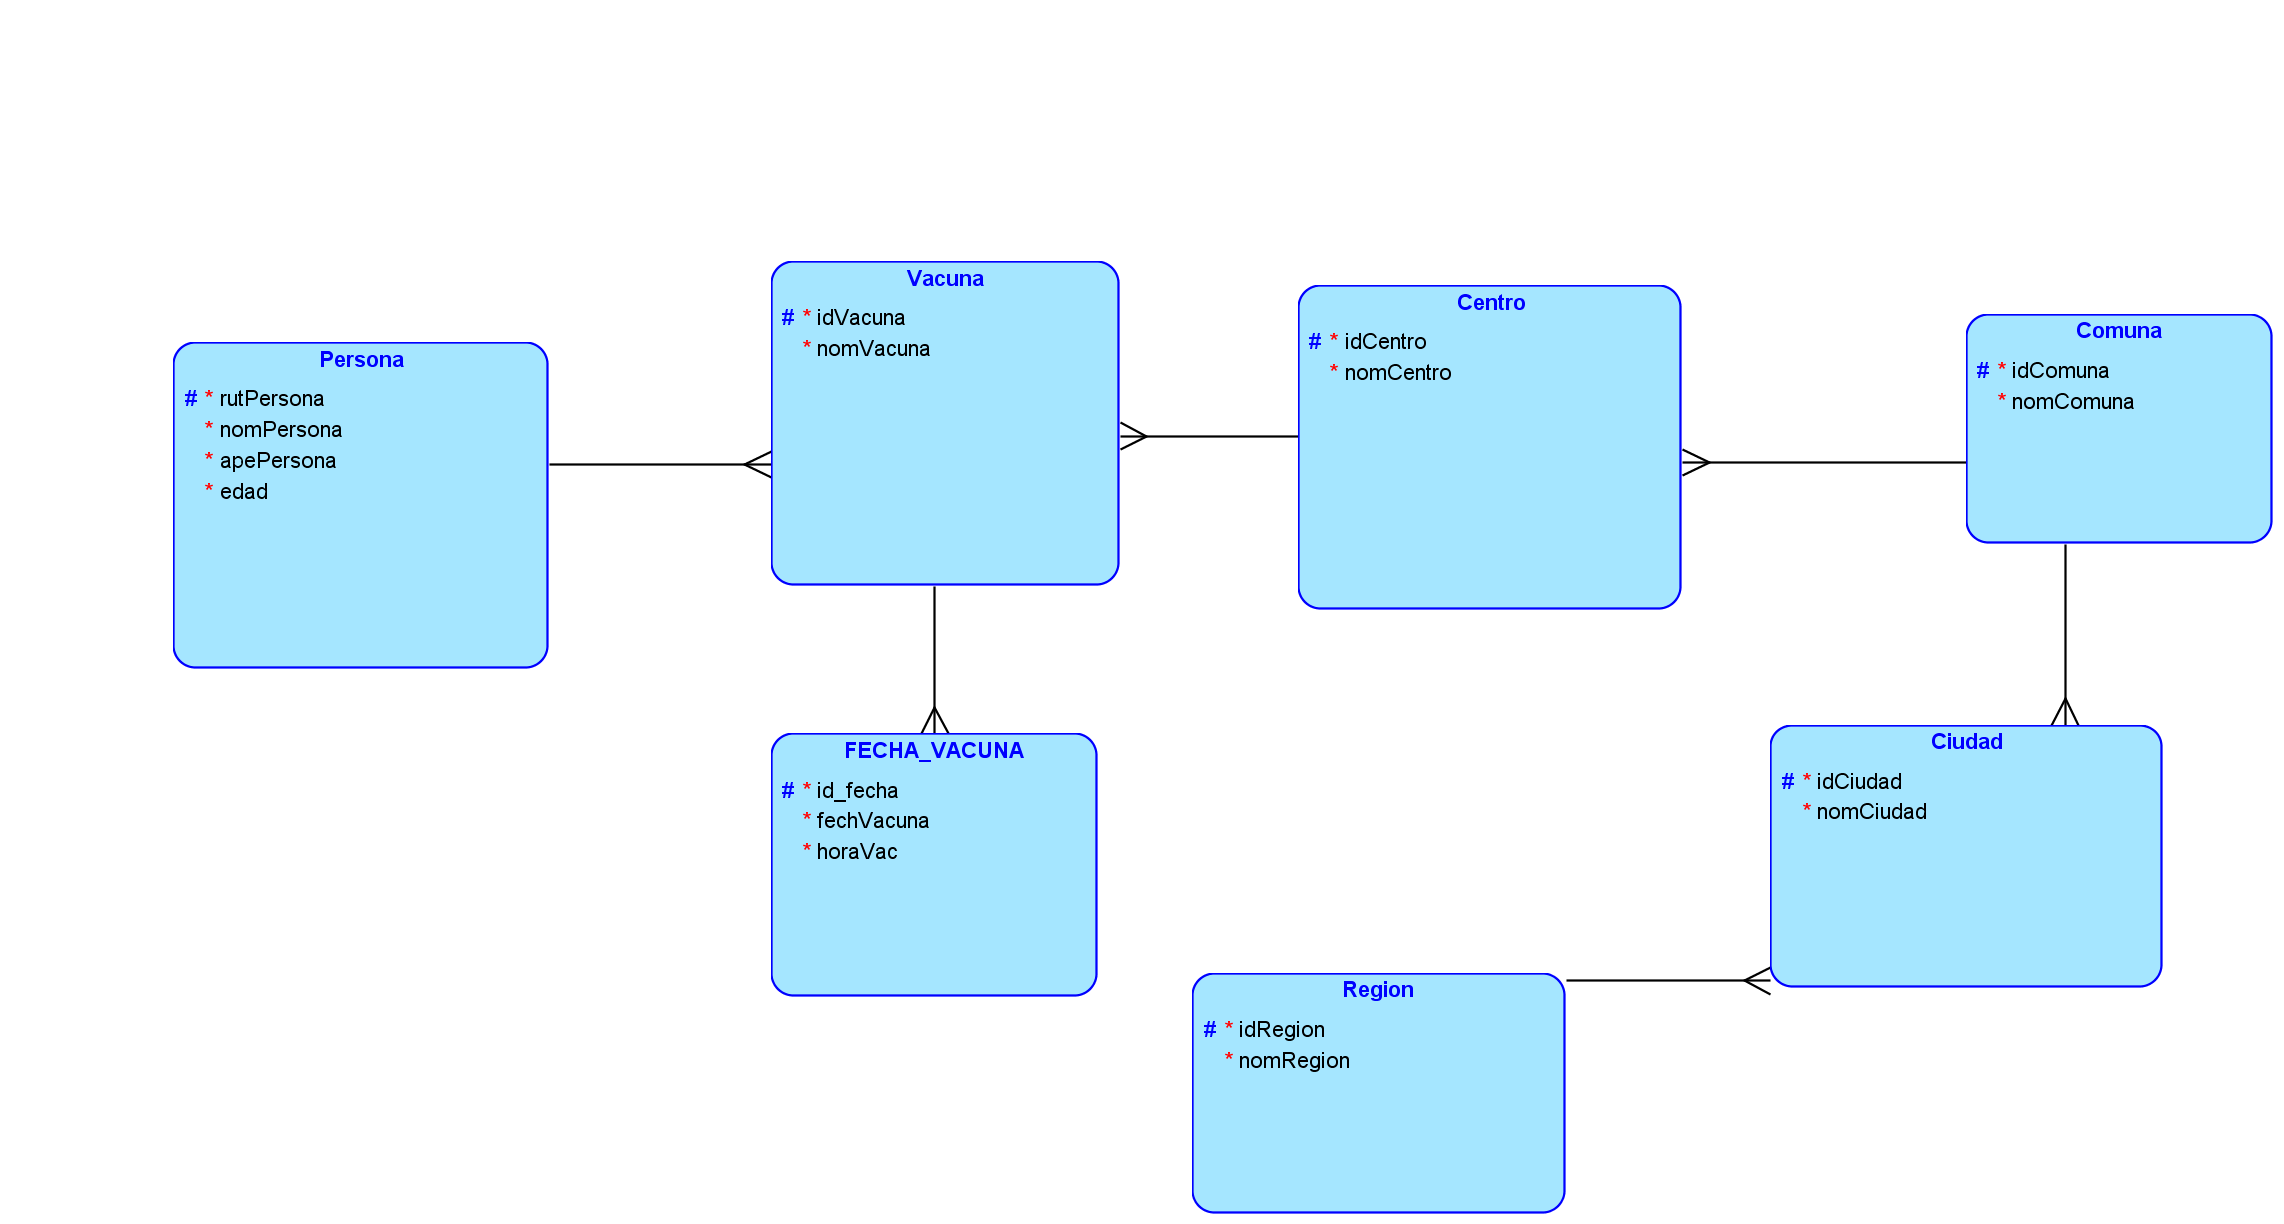 Persona
# * rutPersona
* nomPersona
* apePersona
* edad
Vacuna
# * idVacuna
* nomVacuna
Centro
# * idCentro
* nomCentro
Comuna
# * idComuna
* nomComuna
FECHA_VACUNA
# * id_fecha
* fechVacuna
* horaVac
Ciudad
# * idCiudad
* nomCiudad
Region
# * idRegion
* nomRegion